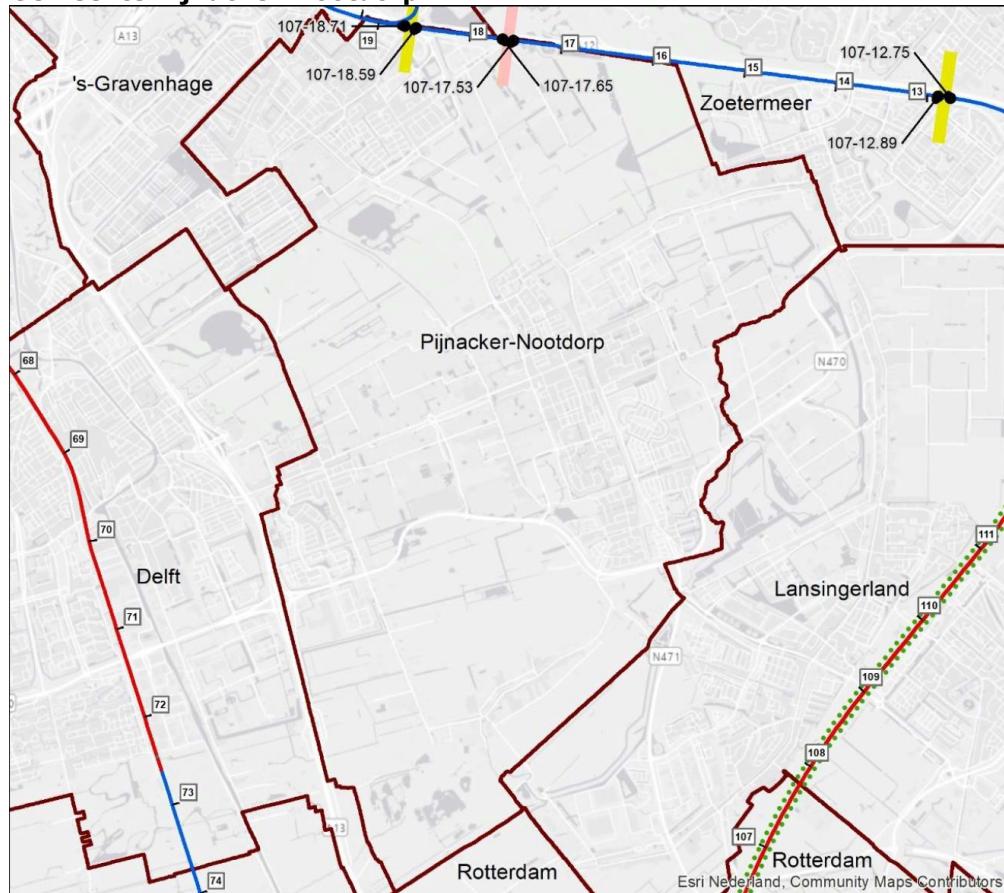 A13
107-18.71
19
18
17
12
16
107-12.75
's-Gravenhage
107-18.59
107-17.53
107-17.65
15
14
13
Zoetermeer
107-12.89
Pijnacker-Nootdorp
N470
68
69
70
111
Delft
Lansingerland
110
71
N471
109
72
108
73
A13
107
Rotterdam
Rotterdam
74
Esri Nederland, Community Maps Contributors